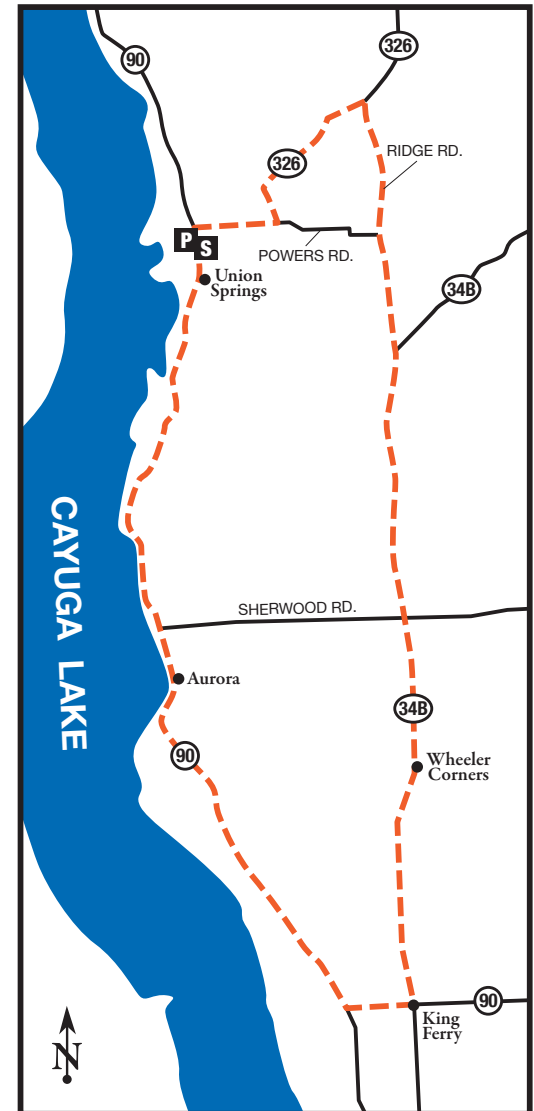 326
90
RIDGE RD.
326
P
S
POWERS RD.
Union
Springs
34B
CAYUGA LAKE
SHERWOOD RD.
Aurora
34B
90
Wheeler
Corners
90
King
Ferry
N